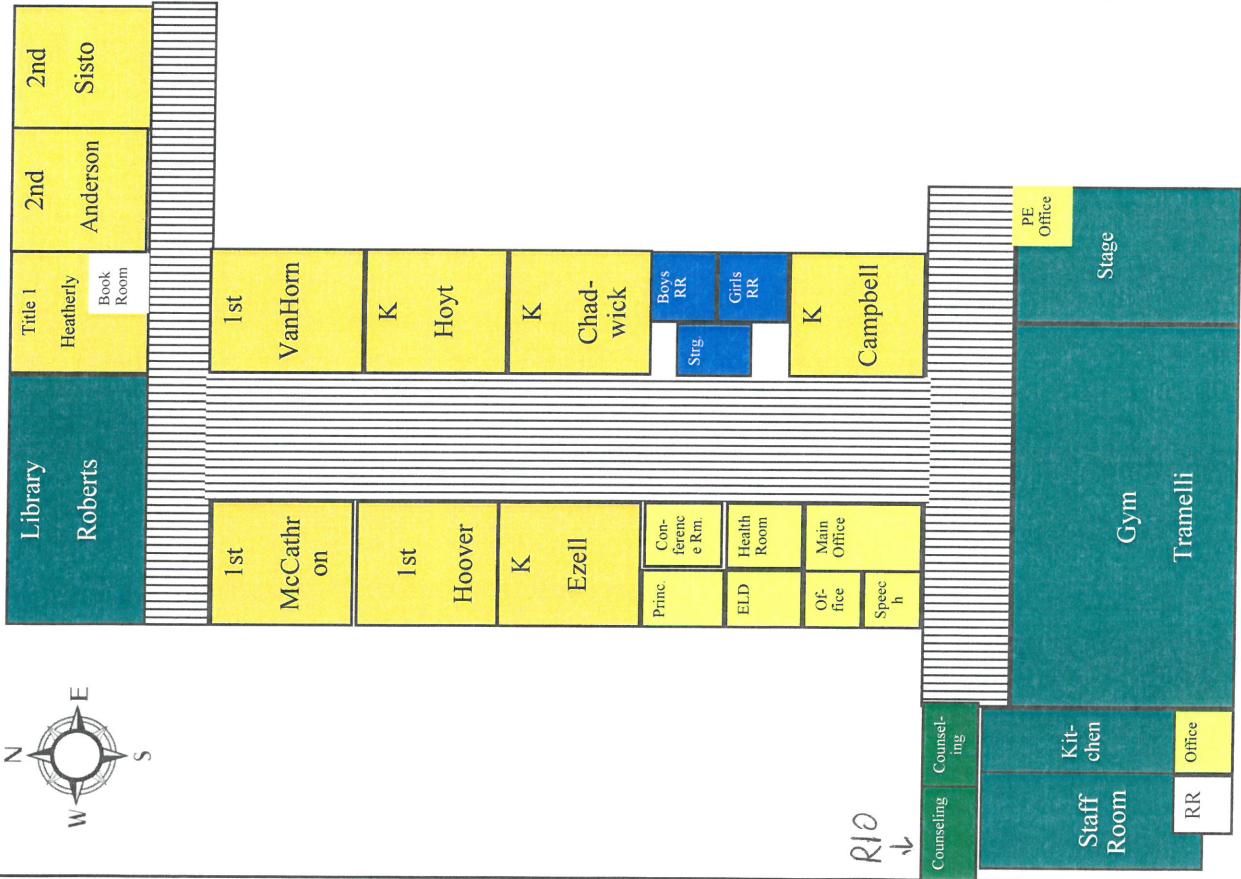 2nd
Sisto
2nd
Anderson
Title 1
Heatherly
Book
Room
Library
Roberts
1st
VanHorn
K
Hoyt
K
Chad-
wick
Boys
RR
Girls
RR
Strg.
K
Campbell
1st
McCathr
on
1st
Hoover
K
Ezell
Con-
ferenc
e Rm.
Princ.
Health
Room
ELD
Main
Office
Of-
fice
Speec
h
N
W
E
S
R10
Counsel-
ing
Counseling
PE
Office
Stage
Gym
Tramelli
Kit-
chen
Office
Staff
Room
RR